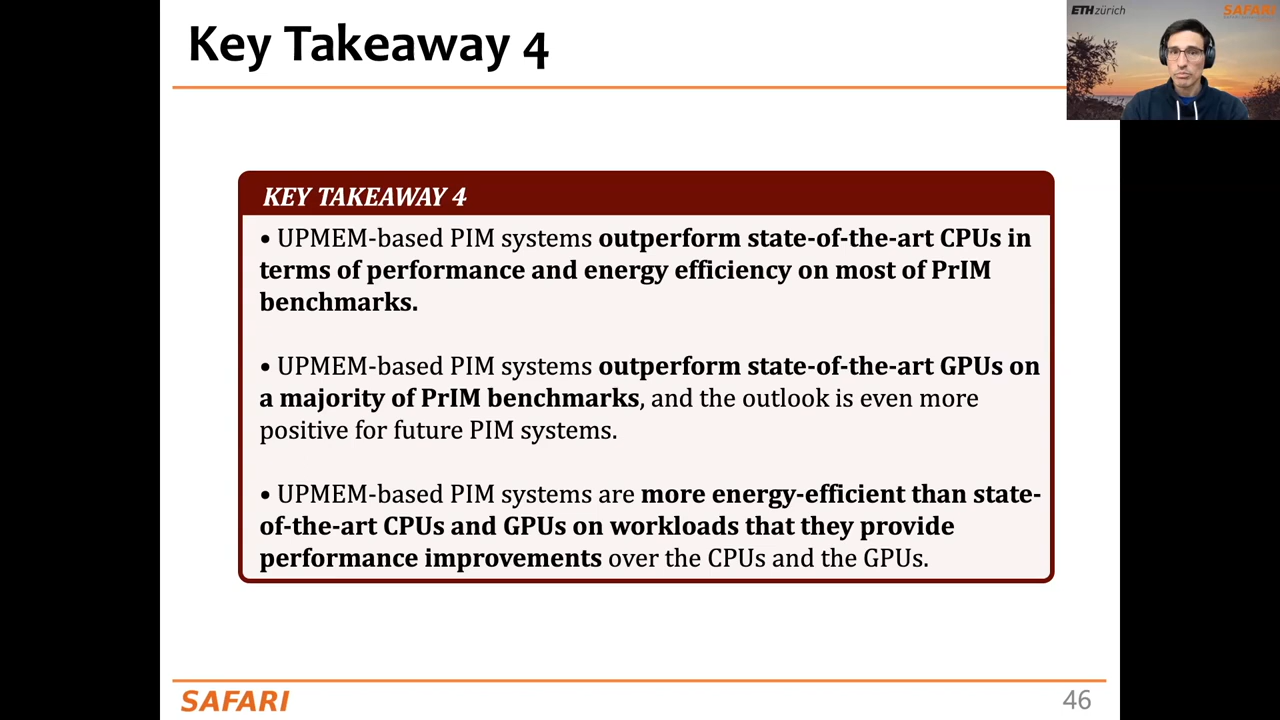 Key Takeaway 4
ETH zürich
SAFARI
KEY TAKEAWAY 4
• UPMEM-based PIM systems outperform state-of-the-art CPUs in
terms of performance and energy efficiency on most of PrIM
benchmarks.
• UPMEM-based PIM systems outperform state-of-the-art GPUs on
a majority of PrIM benchmarks, and the outlook is even more
positive for future PIM systems.
• UPMEM-based PIM systems are more energy-efficient than state-
of-the-art CPUs and GPUs on workloads that they provide
performance improvements over the CPUs and the GPUs.
SAFARI
46